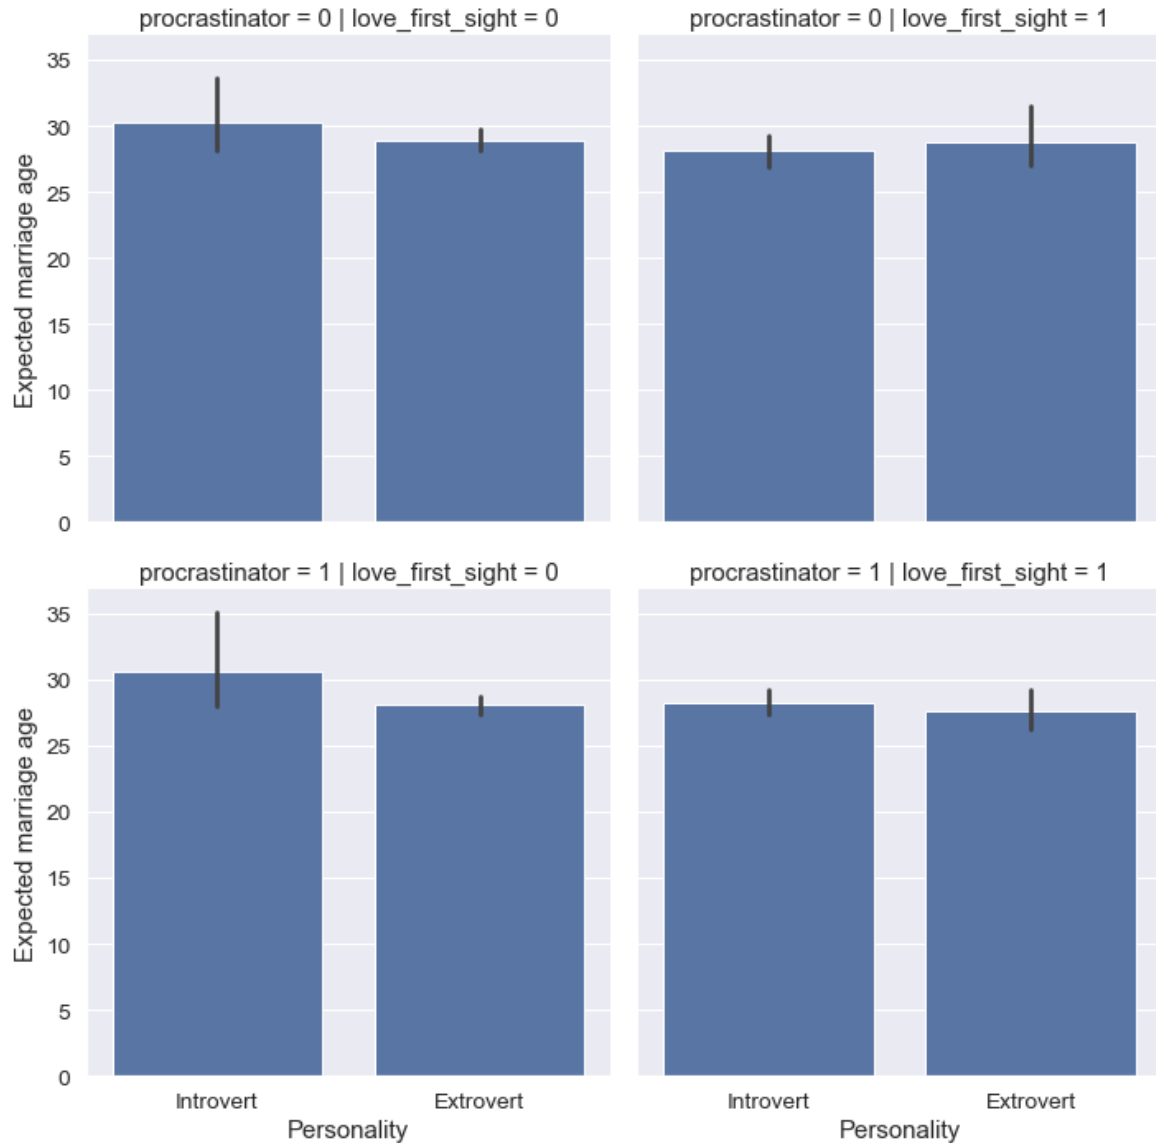 procrastinator = 0 | love_first_sight = 0
procrastinator = 0 | love_first_sight = 1
Expected marriage age
35
30
25
20
15
10
5
0
procrastinator = 1 | love_first_sight = 0
procrastinator = 1 | love_first_sight = 1
Expected marriage age
35
30
25
20
15
10
5
0
Introvert
Extrovert
Introvert
Extrovert
Personality
Personality